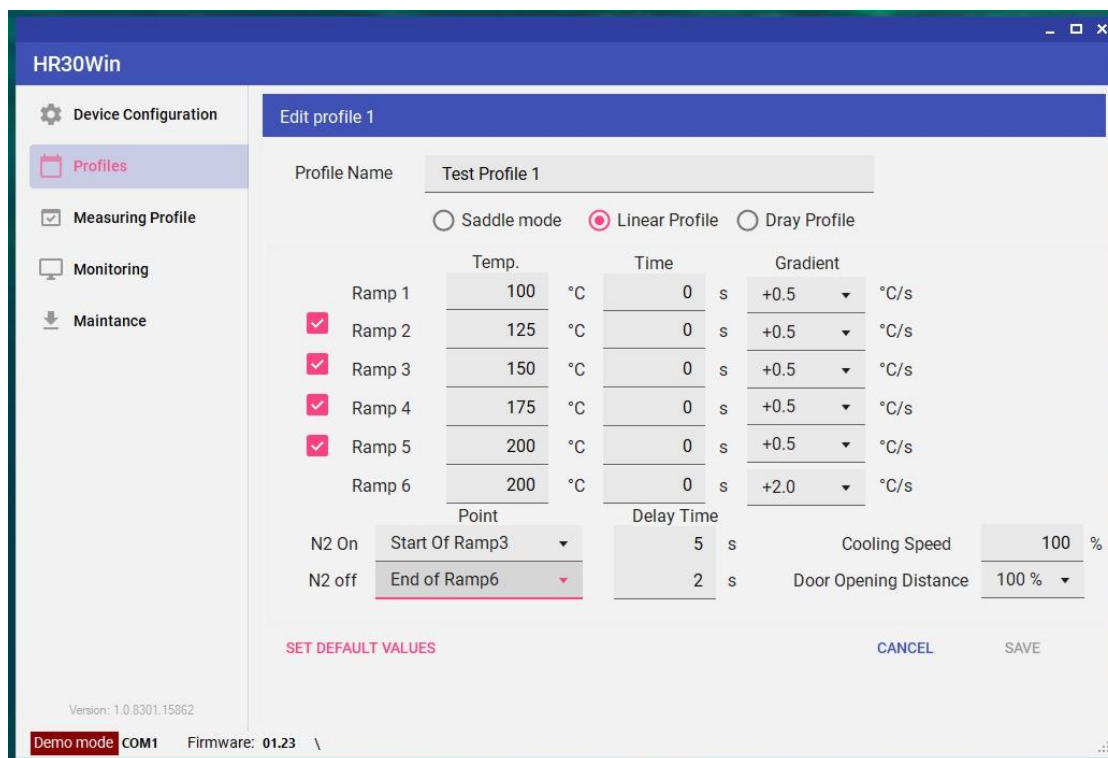 HR30Win
Device Configuration
Profiles
Measuring Profile
Monitoring
Maintance
Edit profile 1
Profile Name Test Profile 1
Saddle mode Linear Profile Dray Profile
Temp. Time Gradient
Ramp 1 100 °C 0 s +0.5 °C/s
Ramp 2 125 °C 0 s +0.5 °C/s
Ramp 3 150 °C 0 s +0.5 °C/s
Ramp 4 175 °C 0 s +0.5 °C/s
Ramp 5 200 °C 0 s +0.5 °C/s
Ramp 6 200 °C 0 s +2.0 °C/s
Point Delay Time
N2 On Start Of Ramp3 5 s Cooling Speed 100 %
N2 off End of Ramp6 2 s Door Opening Distance 100 %
SET DEFAULT VALUES CANCEL SAVE
Version: 1.0.8301.15862
Demo mode COM1 Firmware: 01.23 \